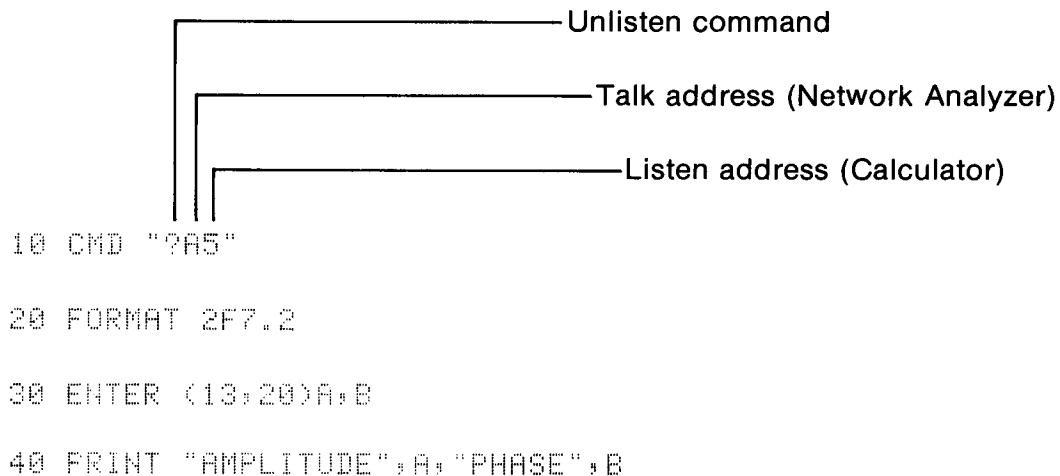 Unlisten command
Talk address (Network Analyzer)
Listen address (Calculator)
10 CMD "?A5"
20 FORMAT 2F7.2
30 ENTER (13,20)A,B
40 PRINT "AMPLITUDE",A,"PHASE",B